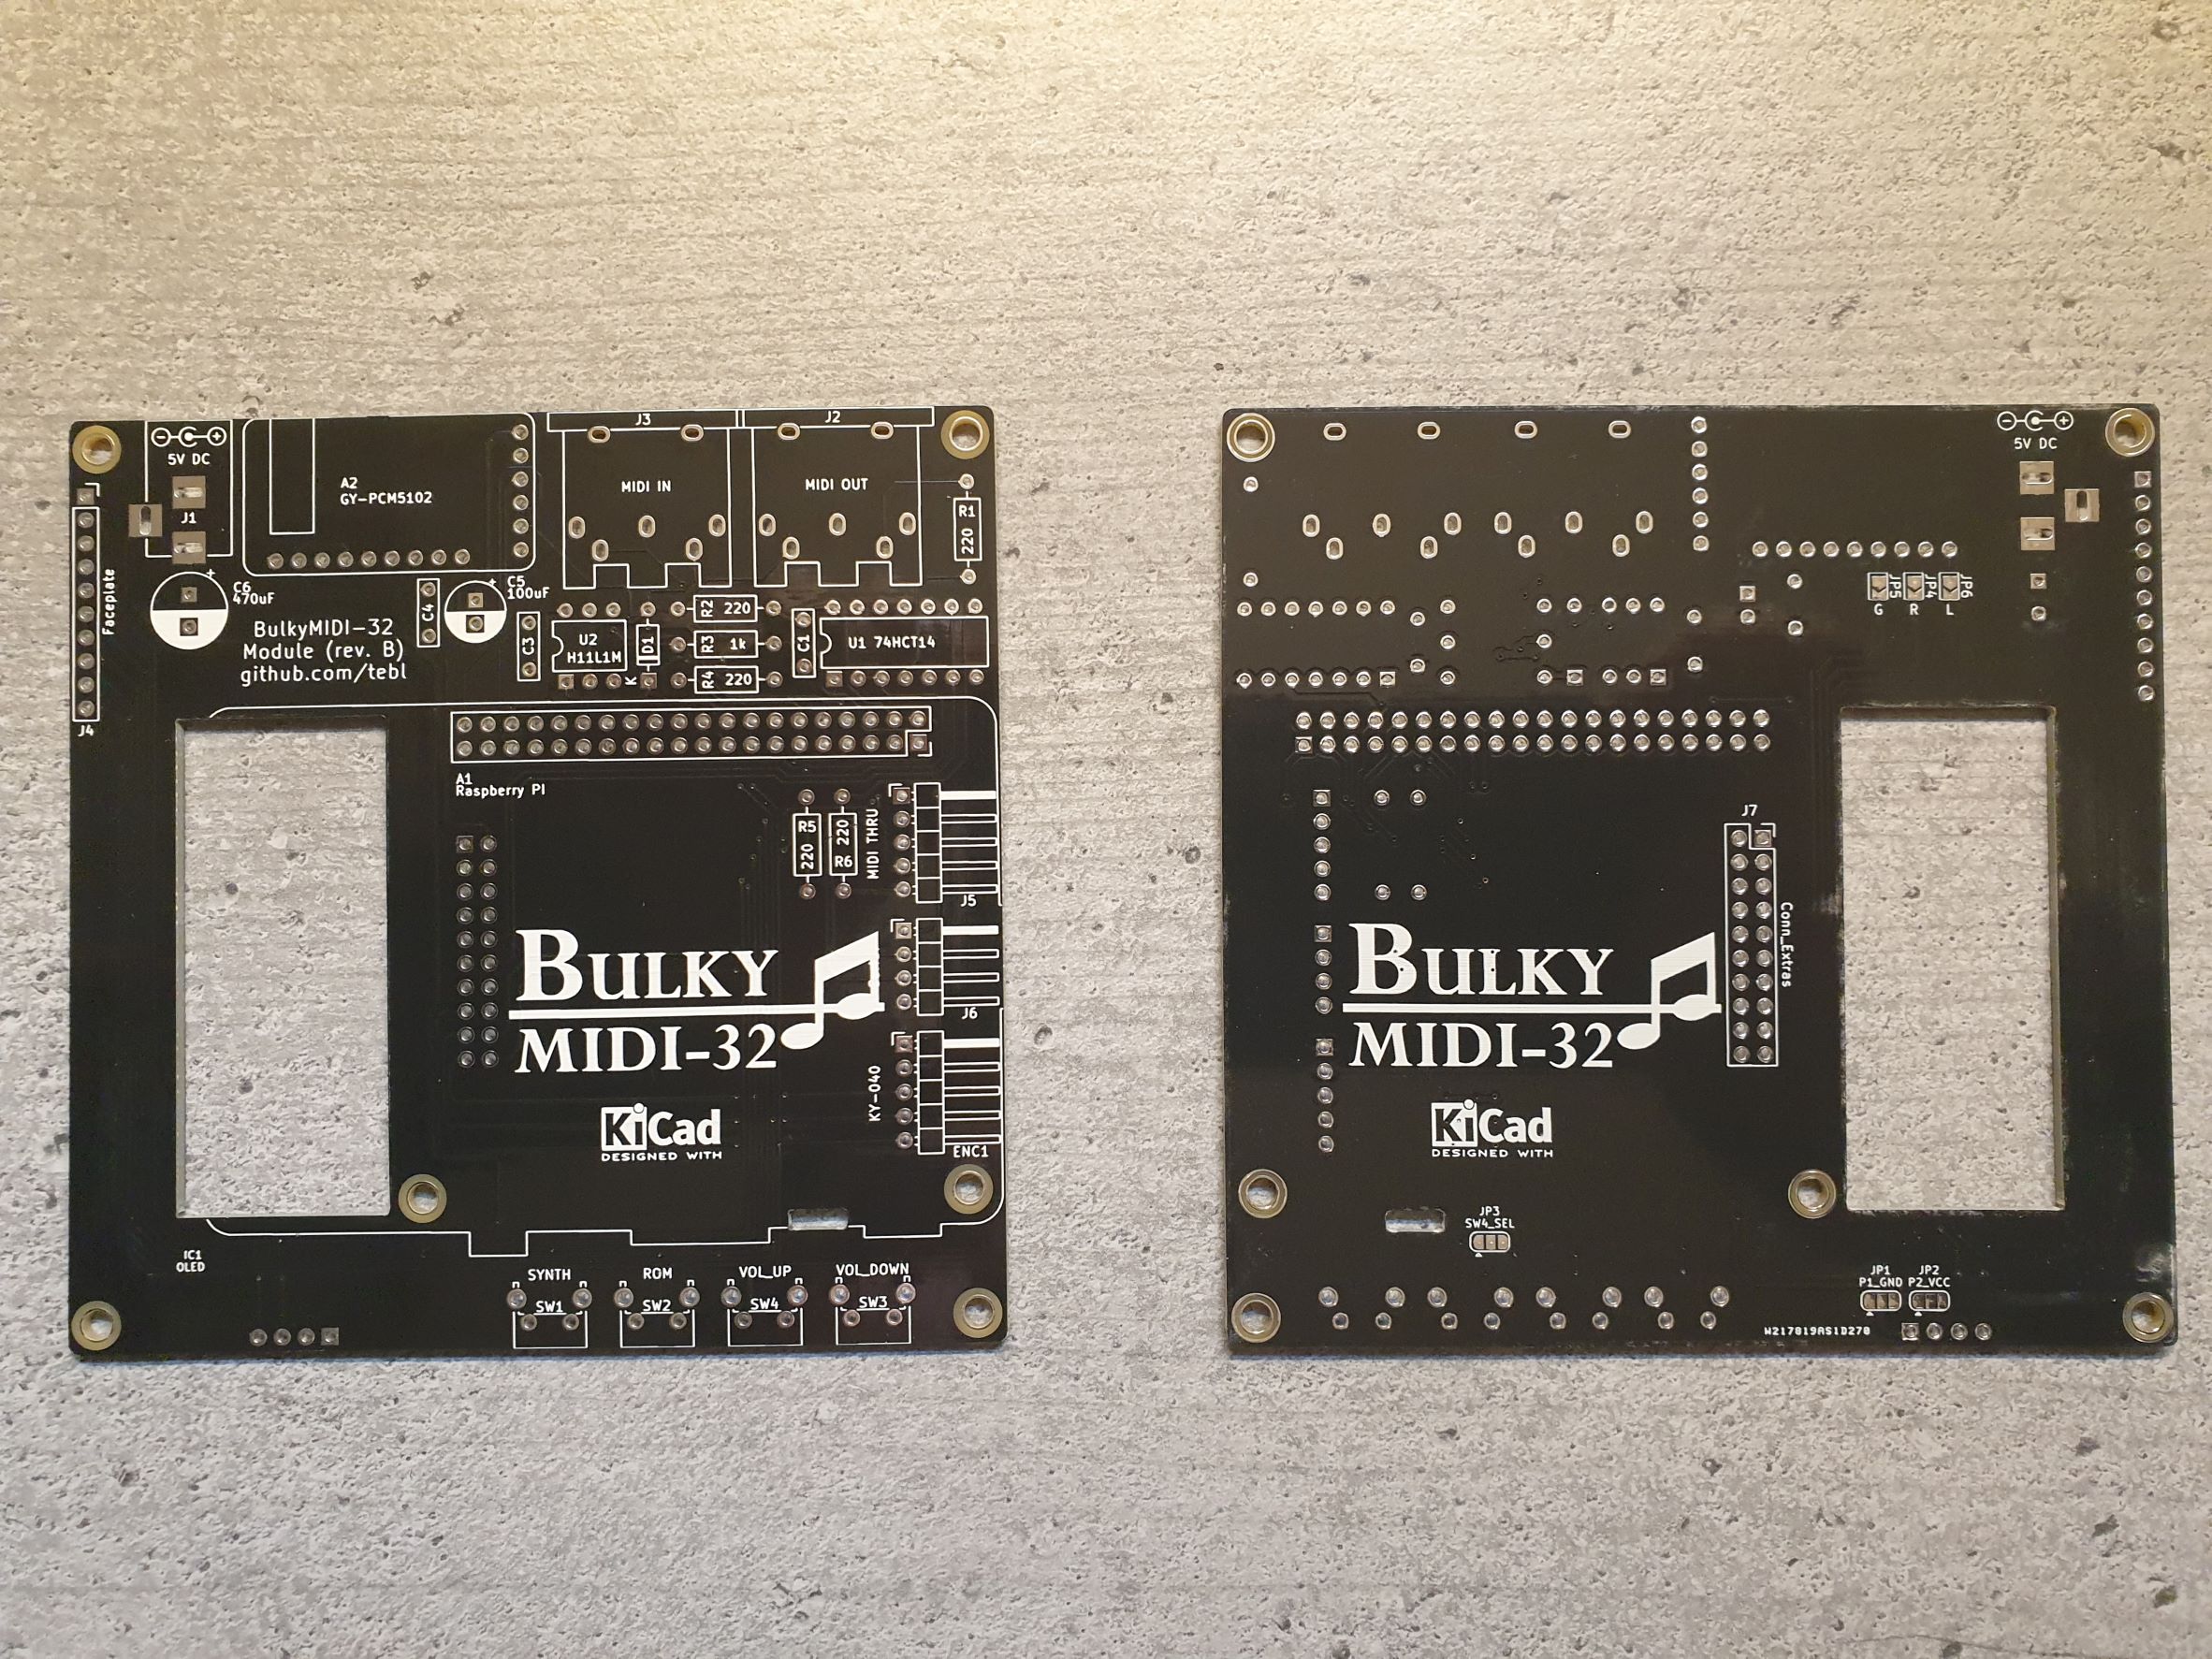 J3
J2
5V DC
J1
A2
GY-PCM5102
MIDI IN
MIDI OUT
R1
220
Faceplate
J4
C6
470uF
C4
C5
100uF
BulkyMIDI-32
Module (rev. B)
github.com/tebl
C3
U2
H11L1M
D1
K
R2 220
R3 1k
R4 220
C1
U1 74HCT14
A1
Raspberry PI
R5
220
220
R6
MIDI THRU
J5
BULKY
MIDI-32
J6
KY-040
ENC1
KiCad
DESIGNED WITH
IC1
OLED
SYNTH
ROM
VOL_UP
VOL_DOWN
SW1
SW2
SW4
SW3
5V DC
JP5
JP4
JP6
G
R
L
J7
Conn_Extras
BULKY
MIDI-32
KiCad
DESIGNED WITH
JP3
SW4_SEL
JP1
P1_GND
JP2
P2_VCC
W217819AS1D278